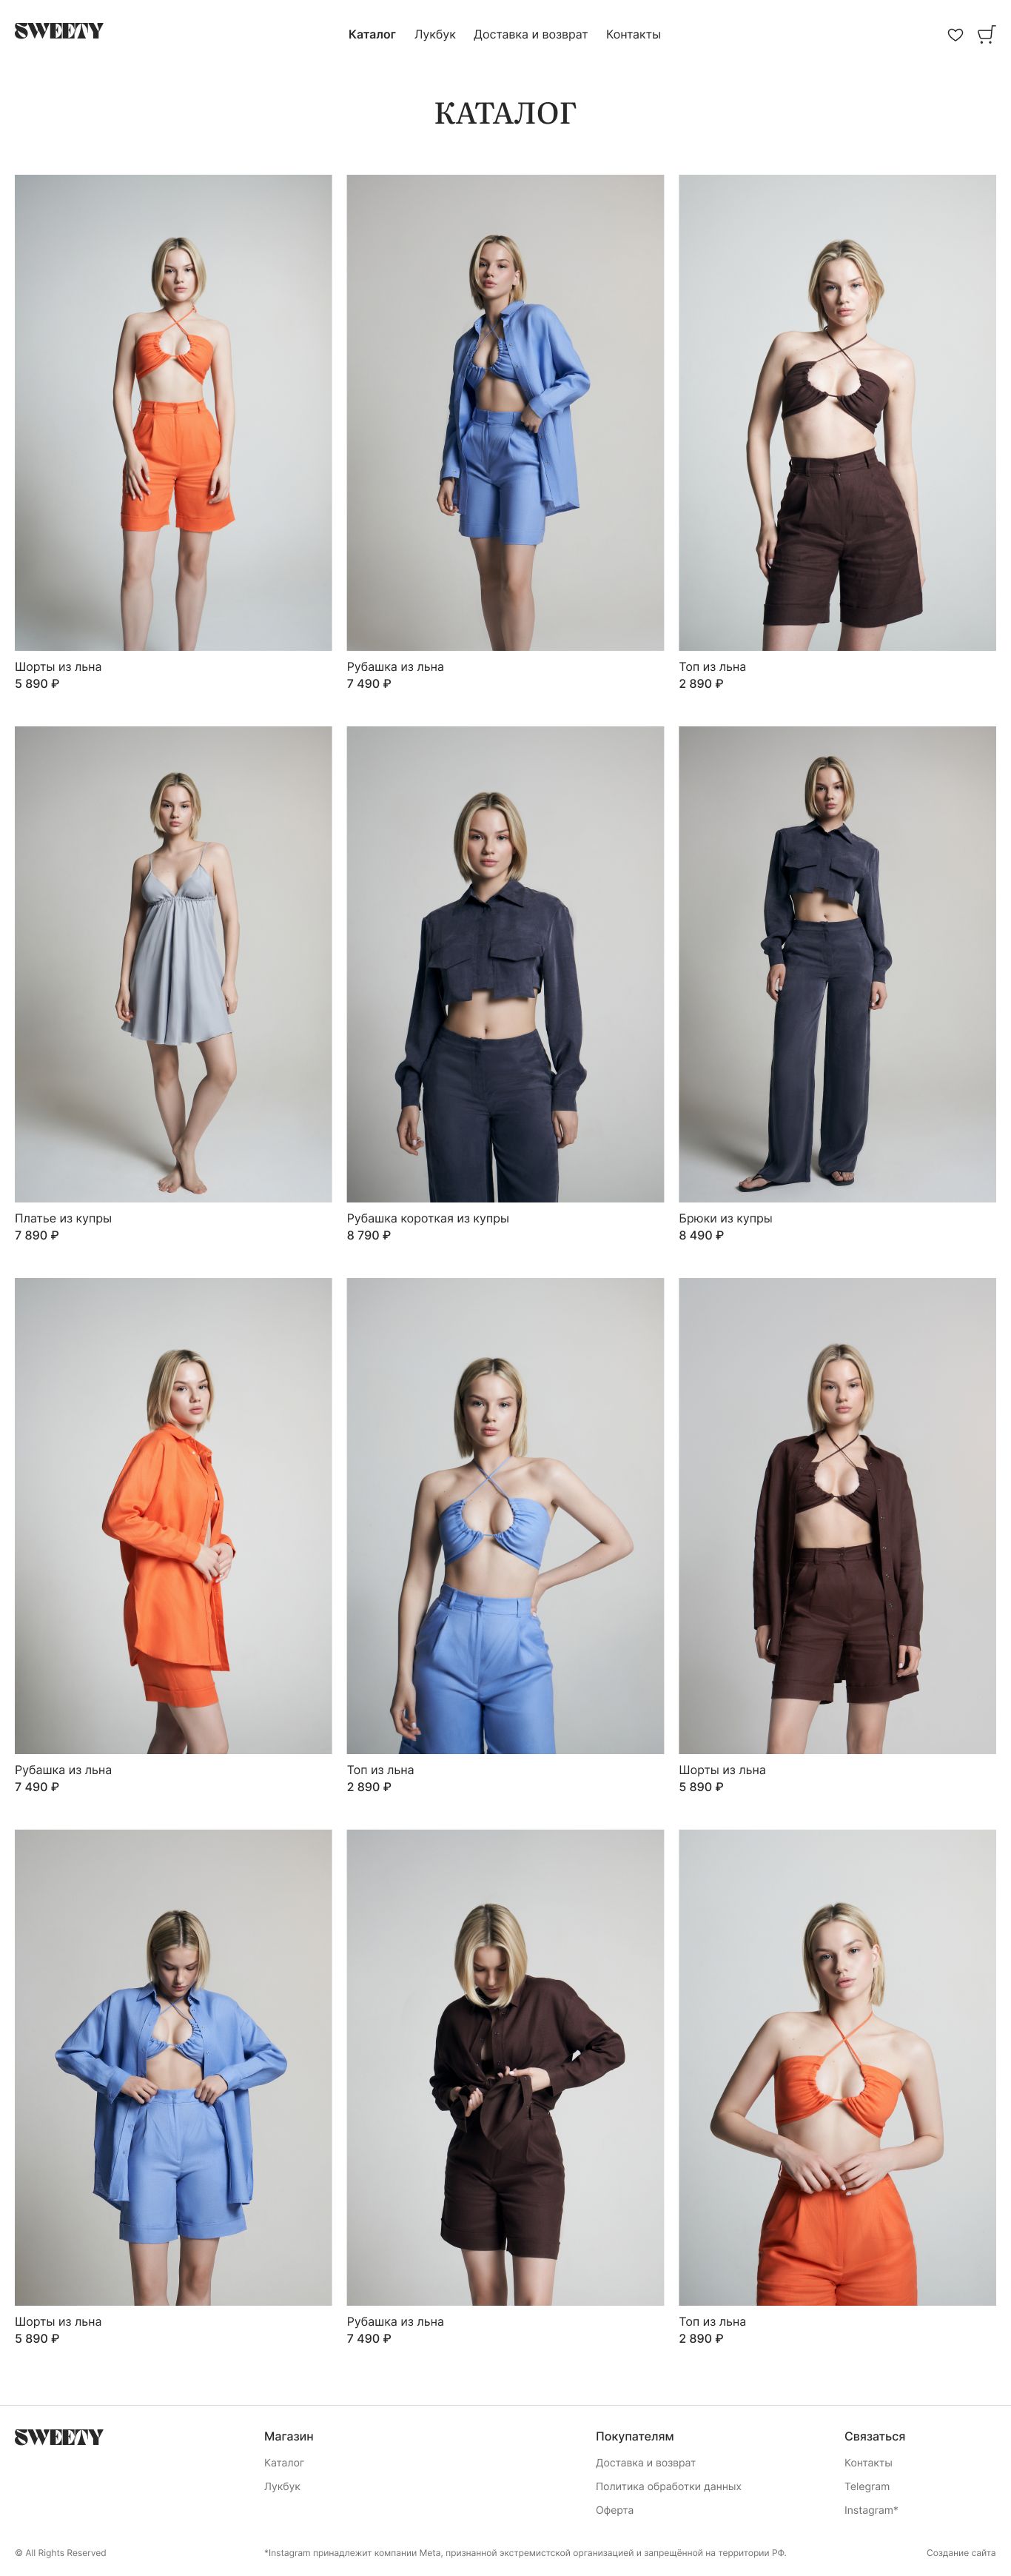 SWEETY
Каталог Лукбук Доставка и возврат Контакты
КАТАЛОГ
Шорты из льна
5 890 ₽
Рубашка из льна
7 490 ₽
Топ из льна
2 890 ₽
Платье из купры
7 890 ₽
Рубашка короткая из купры
8 790 ₽
Брюки из купры
8 490 ₽
Рубашка из льна
7 490 ₽
Топ из льна
2 890 ₽
Шорты из льна
5 890 ₽
Шорты из льна
5 890 ₽
Рубашка из льна
7 490 ₽
Топ из льна
2 890 ₽
SWEETY
Магазин
Каталог
Лукбук
Покупателям
Доставка и возврат
Политика обработки данных
Оферта
Связаться
Контакты
Telegram
Instagram*
© All Rights Reserved
*Instagram принадлежит компании Meta, признанной экстремистской организацией и запрещённой на территории РФ.
Создание сайта